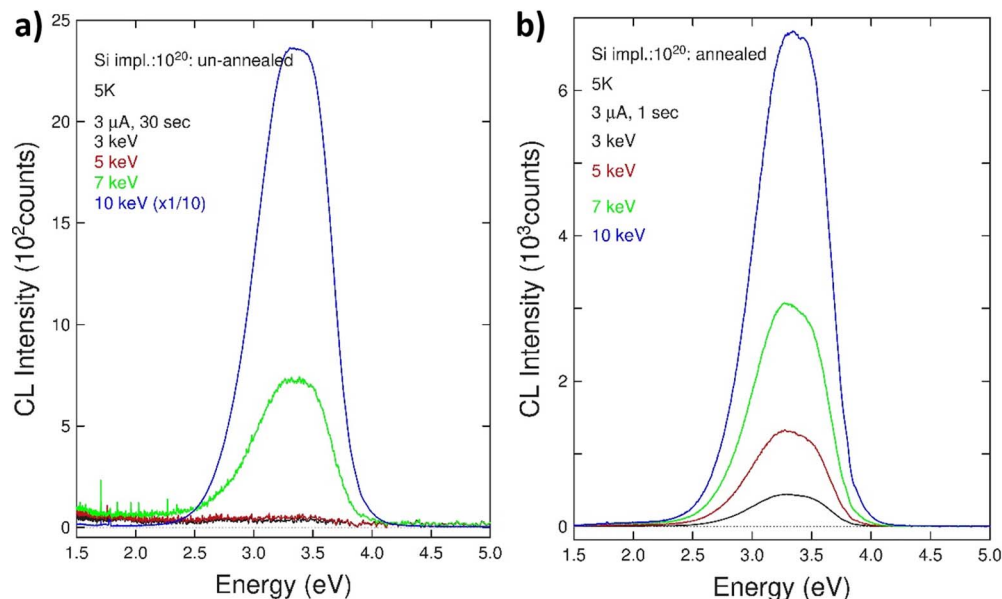 a)
Si impl.:10²⁰: un-annealed
5K
3 μA, 30 sec
3 keV
5 keV
7 keV
10 keV (x1/10)
CL Intensity (10²counts)
25
20
15
10
5
0
1.5 2.0 2.5 3.0 3.5 4.0 4.5 5.0
Energy (eV)
b)
Si impl.:10²⁰: annealed
5K
3 μA, 1 sec
3 keV
5 keV
7 keV
10 keV
CL Intensity (10³counts)
6
4
2
0
1.5 2.0 2.5 3.0 3.5 4.0 4.5 5.0
Energy (eV)